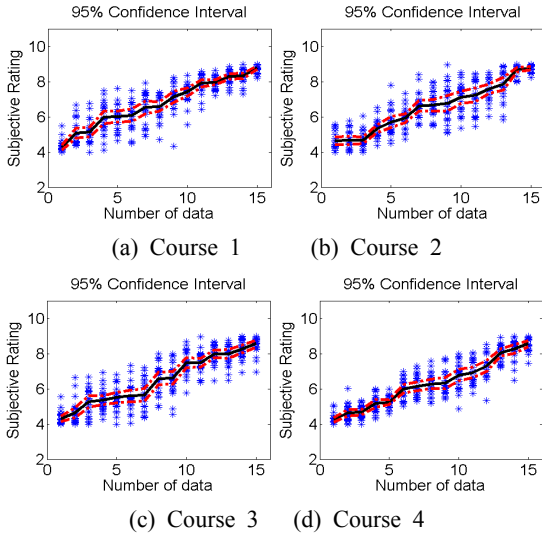 95% Confidence Interval
95% Confidence Interval
Subjective Rating
10
8
6
4
2
0
5
10
15
Number of data
Subjective Rating
10
8
6
4
2
0
5
10
15
Number of data
(a) Course 1
(b) Course 2
95% Confidence Interval
95% Confidence Interval
Subjective Rating
10
8
6
4
2
0
5
10
15
Number of data
Subjective Rating
10
8
6
4
2
0
5
10
15
Number of data
(c) Course 3
(d) Course 4